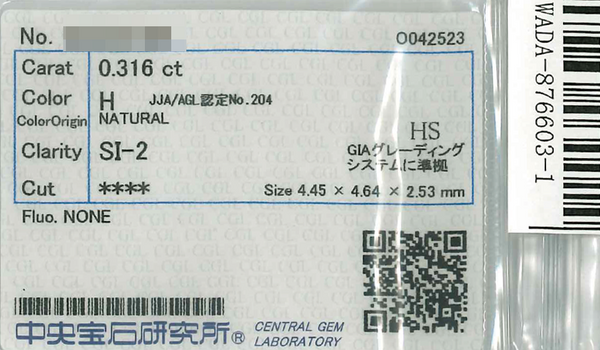 No. 0042523
Carat 0.316 ct
Color H JJA/AGL認定No.204
ColorOrigin NATURAL
HS
Clarity SI-2 GIAグレーディング
システムに準拠
Cut **** Size 4.45 × 4.64 × 2.53 mm
Fluo. NONE
中央宝石研究所® CENTRAL GEM
LABORATORY
WADA-876603-1